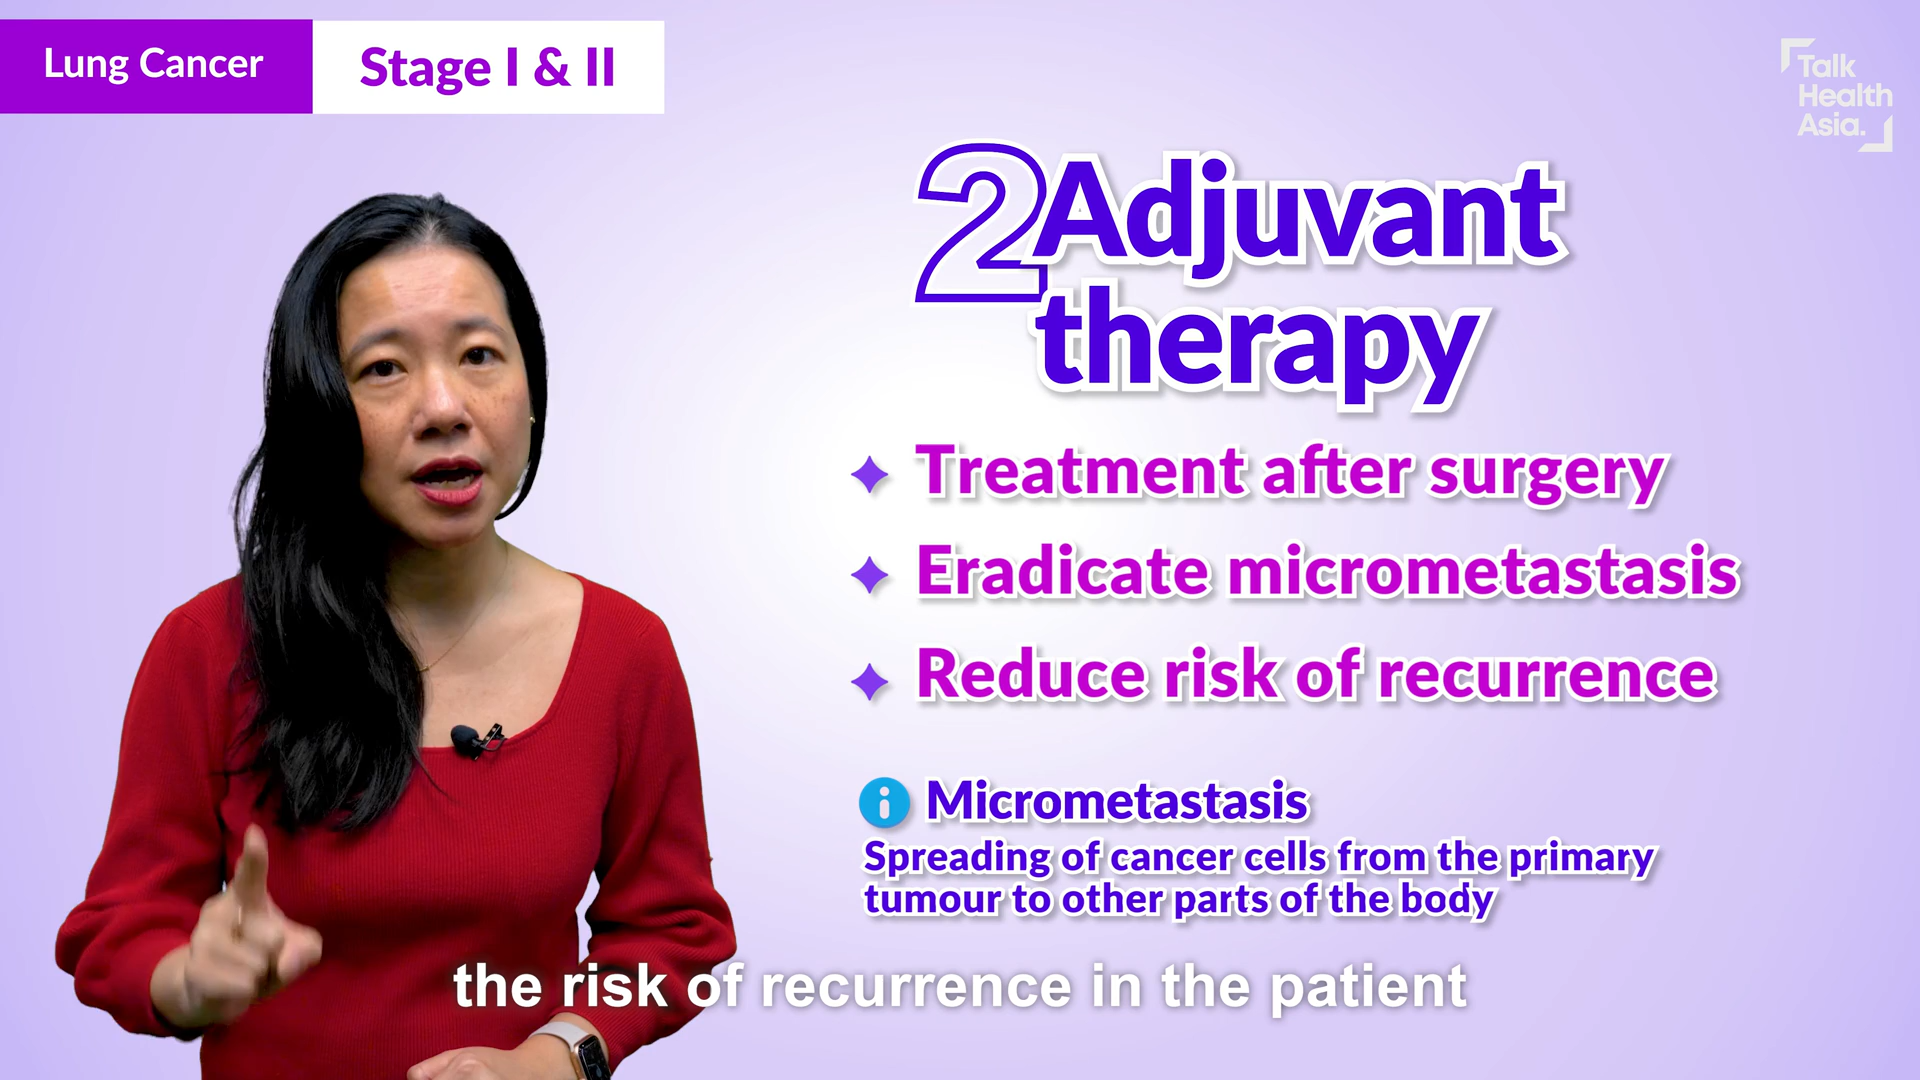 Lung Cancer
Stage I & II
Talk
Health
Asia.
2 Adjuvant
therapy
Treatment after surgery
Eradicate micrometastasis
Reduce risk of recurrence
i Micrometastasis
Spreading of cancer cells from the primary
tumour to other parts of the body
the risk of recurrence in the patient